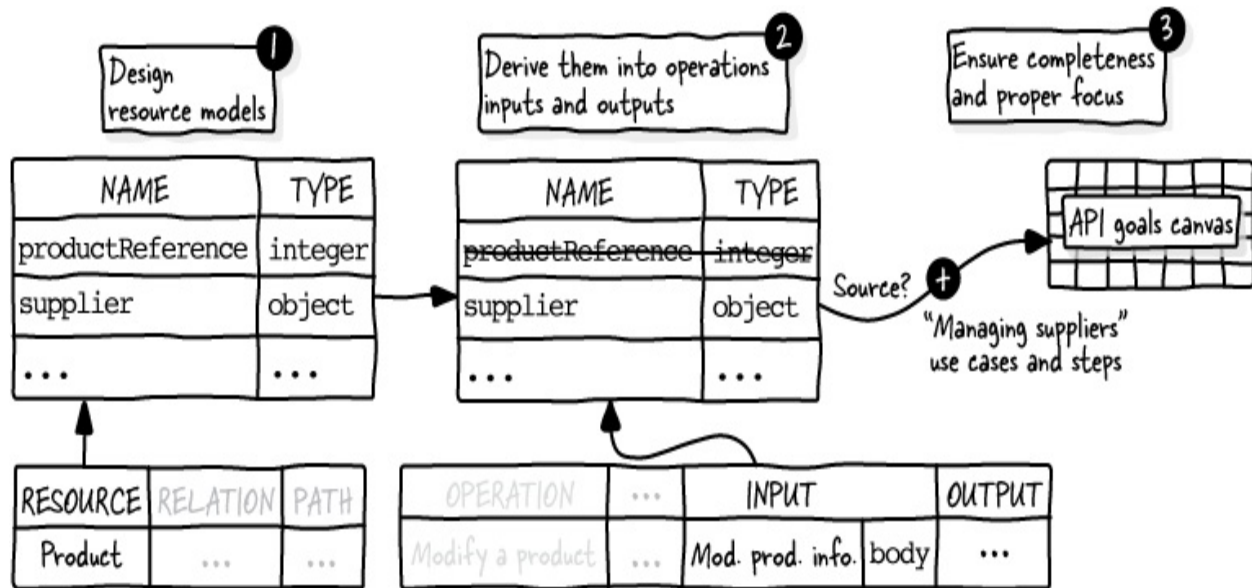 1
Design
resource models
2
Derive them into operations
inputs and outputs
3
Ensure completeness
and proper focus
NAME TYPE
productReference integer
supplier object
... ...
NAME TYPE
productReference integer
supplier object
... ...
Source? +
"Managing suppliers"
use cases and steps
API goals canvas
RESOURCE RELATION PATH
Product ... ...
OPERATION ... INPUT OUTPUT
Modify a product ... Mod. prod. info. body ...